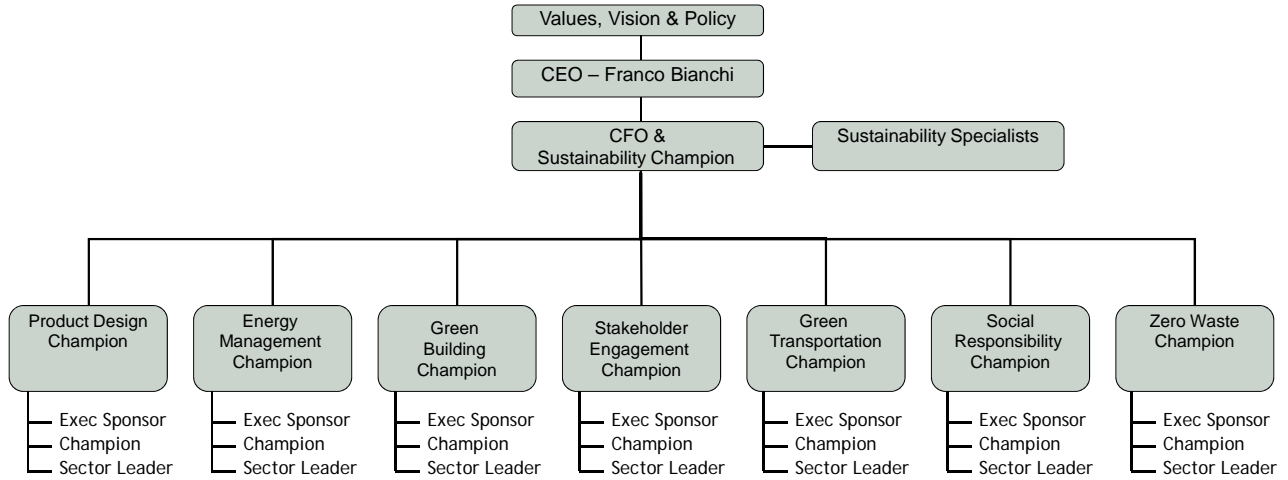 Values, Vision & Policy
CEO – Franco Bianchi
CFO &
Sustainability Champion
Sustainability Specialists
Product Design
Champion
Energy
Management
Champion
Green
Building
Champion
Stakeholder
Engagement
Champion
Green
Transportation
Champion
Social
Responsibility
Champion
Zero Waste
Champion
Exec Sponsor
Champion
Sector Leader
Exec Sponsor
Champion
Sector Leader
Exec Sponsor
Champion
Sector Leader
Exec Sponsor
Champion
Sector Leader
Exec Sponsor
Champion
Sector Leader
Exec Sponsor
Champion
Sector Leader
Exec Sponsor
Champion
Sector Leader